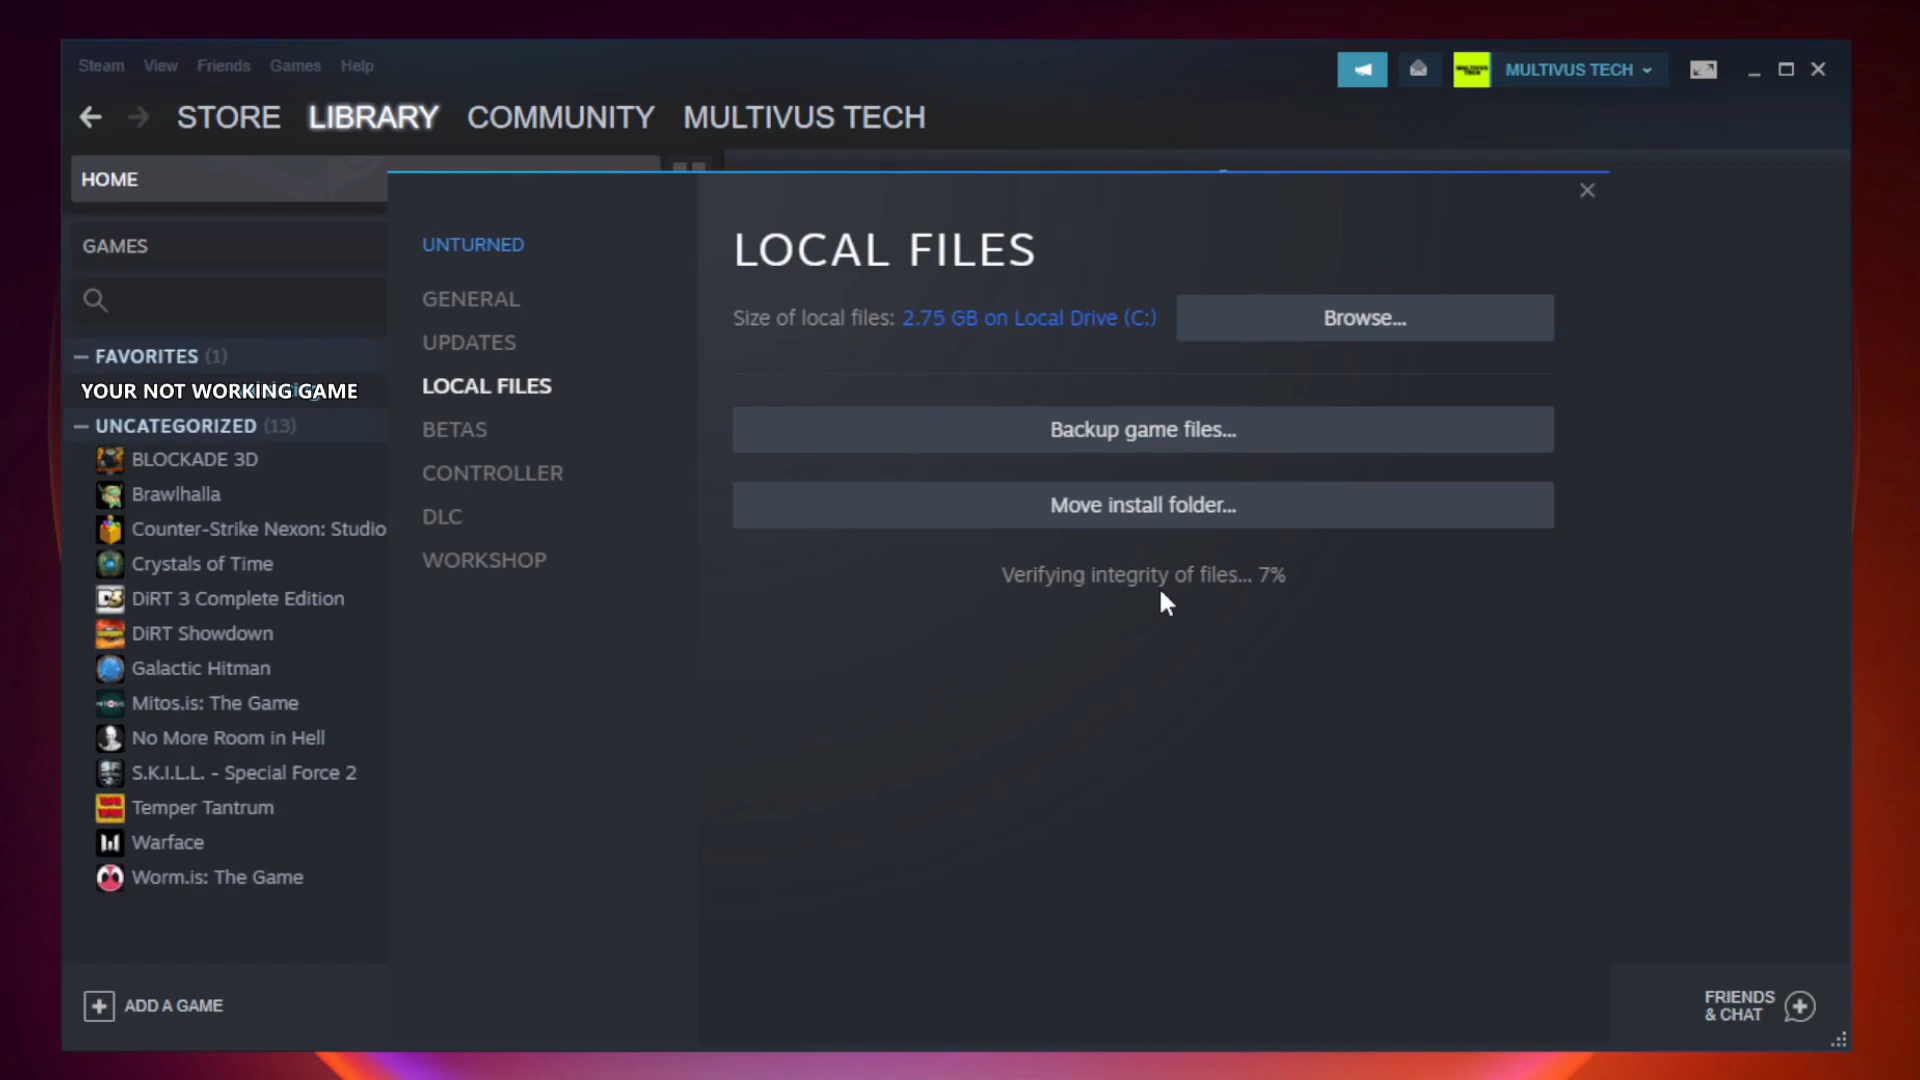 Steam View Friends Games Help
MULTIVUS TECH
STORE LIBRARY COMMUNITY MULTIVUS TECH
HOME
GAMES
— FAVORITES (1)
YOUR NOT WORKING GAME
— UNCATEGORIZED (13)
BLOCKADE 3D
Brawlhalla
Counter-Strike Nexon: Studio
Crystals of Time
DiRT 3 Complete Edition
DiRT Showdown
Galactic Hitman
Mitos.is: The Game
No More Room in Hell
S.K.I.L.L. - Special Force 2
Temper Tantrum
Warface
Worm.is: The Game
ADD A GAME
UNTURNED
GENERAL
UPDATES
LOCAL FILES
BETAS
CONTROLLER
DLC
WORKSHOP
LOCAL FILES
Size of local files: 2.75 GB on Local Drive (C:)
Browse...
Backup game files...
Move install folder...
Verifying integrity of files... 7%
FRIENDS
& CHAT